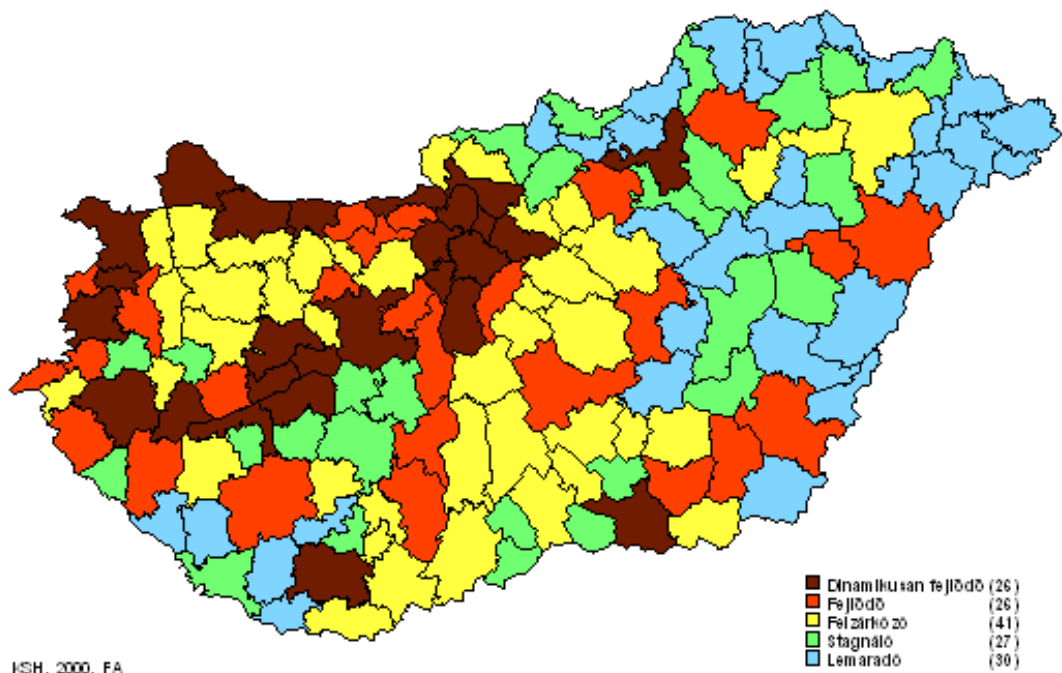 Dinamikusan fejlődő (26)
Fejlődő (26)
Felzárkózó (41)
Stagnáló (27)
Lemaradó (30)
KSH, 2000, FA